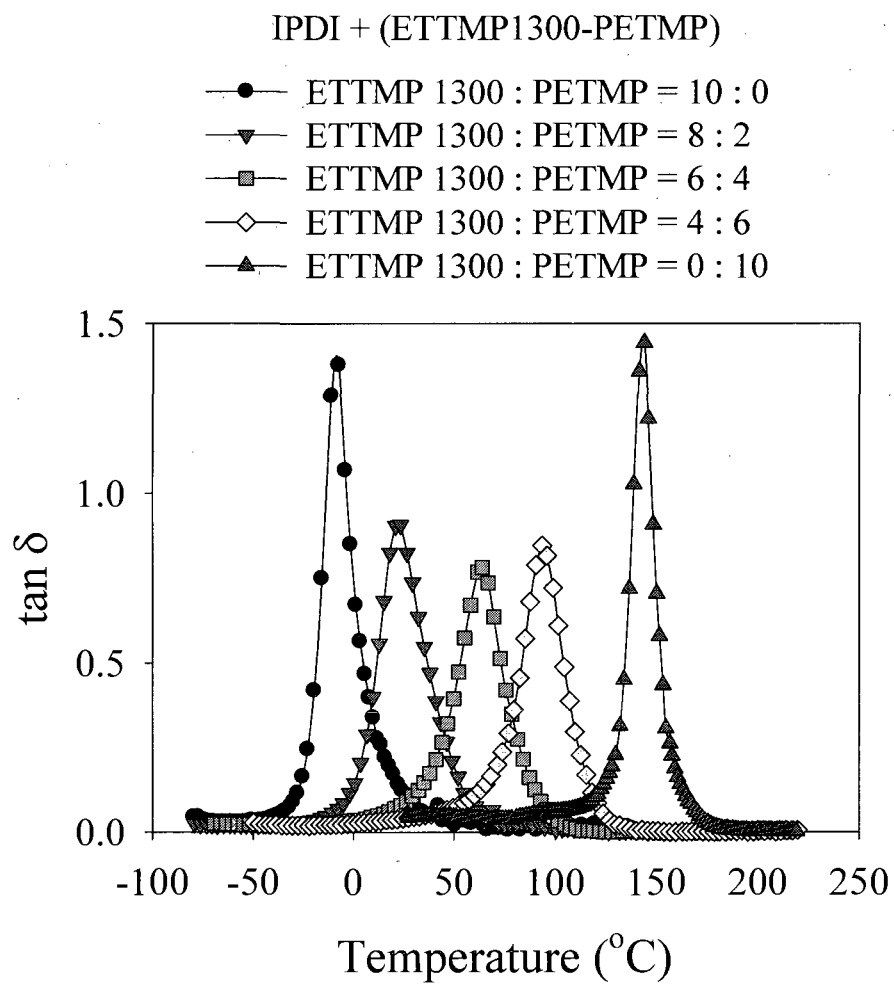 IPDI + (ETTMP1300-PETMP)
ETTMP 1300 : PETMP = 10 : 0
ETTMP 1300 : PETMP = 8 : 2
ETTMP 1300 : PETMP = 6 : 4
ETTMP 1300 : PETMP = 4 : 6
ETTMP 1300 : PETMP = 0 : 10
1.5
1.0
0.5
0.0
tan δ
-100 -50 0 50 100 150 200 250
Temperature (°C)